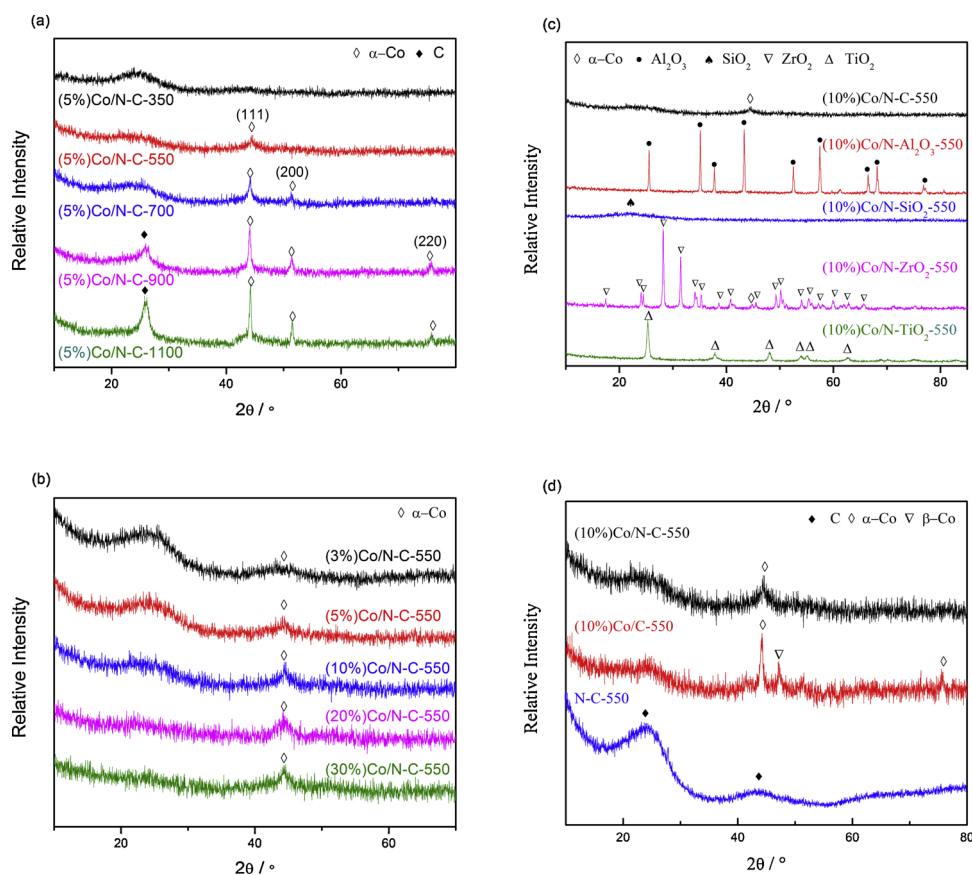 (a)
◊ α–Co ◆ C
(5%)Co/N-C-350
(111)
(5%)Co/N-C-550
(200)
(5%)Co/N-C-700
(220)
(5%)Co/N-C-900
(5%)Co/N-C-1100
20 40 60
2θ / °
Relative Intensity
(c)
◊ α–Co • Al₂O₃ ♠ SiO₂ ▽ ZrO₂ Δ TiO₂
(10%)Co/N-C-550
(10%)Co/N-Al₂O₃-550
(10%)Co/N-SiO₂-550
(10%)Co/N-ZrO₂-550
(10%)Co/N-TiO₂-550
20 40 60 80
2θ / °
Relative Intensity
(b)
◊ α–Co
(3%)Co/N-C-550
(5%)Co/N-C-550
(10%)Co/N-C-550
(20%)Co/N-C-550
(30%)Co/N-C-550
20 40 60
2θ / °
Relative Intensity
(d)
◆ C ◊ α–Co ▽ β–Co
(10%)Co/N-C-550
(10%)Co/C-550
N-C-550
20 40 60 80
2θ / °
Relative Intensity